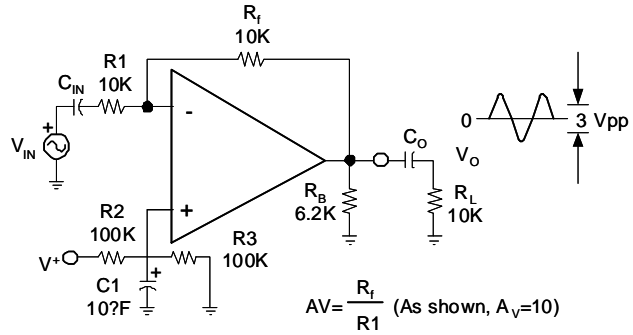 Rf
10K
R1
10K
CIN
VIN
+
-
+
R2
100K
V+
C1
10?F
+
R3
100K
RB
6.2K
CO
RL
10K
0
3 Vpp
VO
AV= Rf
R1
(As shown, AV=10)